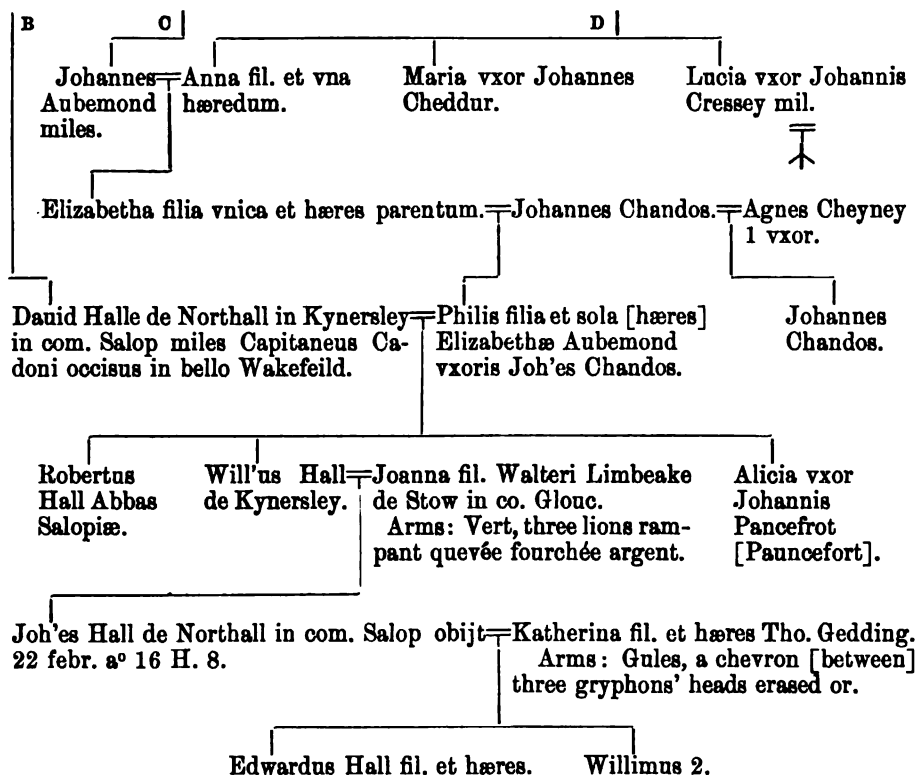 B C D
Johannes Anna fil. et vna Maria vxor Johannes Lucia vxor Johannis
Aubemond hæredum. Cheddur. Cressey mil.
miles.
Elizabetha filia vnica et hæres parentum. Johannes Chandos. Agnes Cheyney
1 vxor.
Dauid Halle de Northall in Kynersley Philis filia et sola [hæres] Johannes
in com. Salop miles Capitaneus Ca- Elizabethæ Aubemond Chandos.
doni occisus in bello Wakefeild. vxoris Joh'es Chandos.
Robertus Will'us Hall Joanna fil. Walteri Limbeake Alicia vxor
Hall Abbas de Kynersley. de Stow in co. Glouc. Johannis
Salopiæ. Arms: Vert, three lions ram- Pancefrot
pant quevée fourchée argent. [Pauncefort].
Joh'es Hall de Northall in com. Salop obijt Katherina fil. et hæres Tho. Gedding.
22 febr. aº 16 H. 8. Arms: Gules, a chevron [between]
three gryphons' heads erased or.
Edwardus Hall fil. et hæres. Willimus 2.